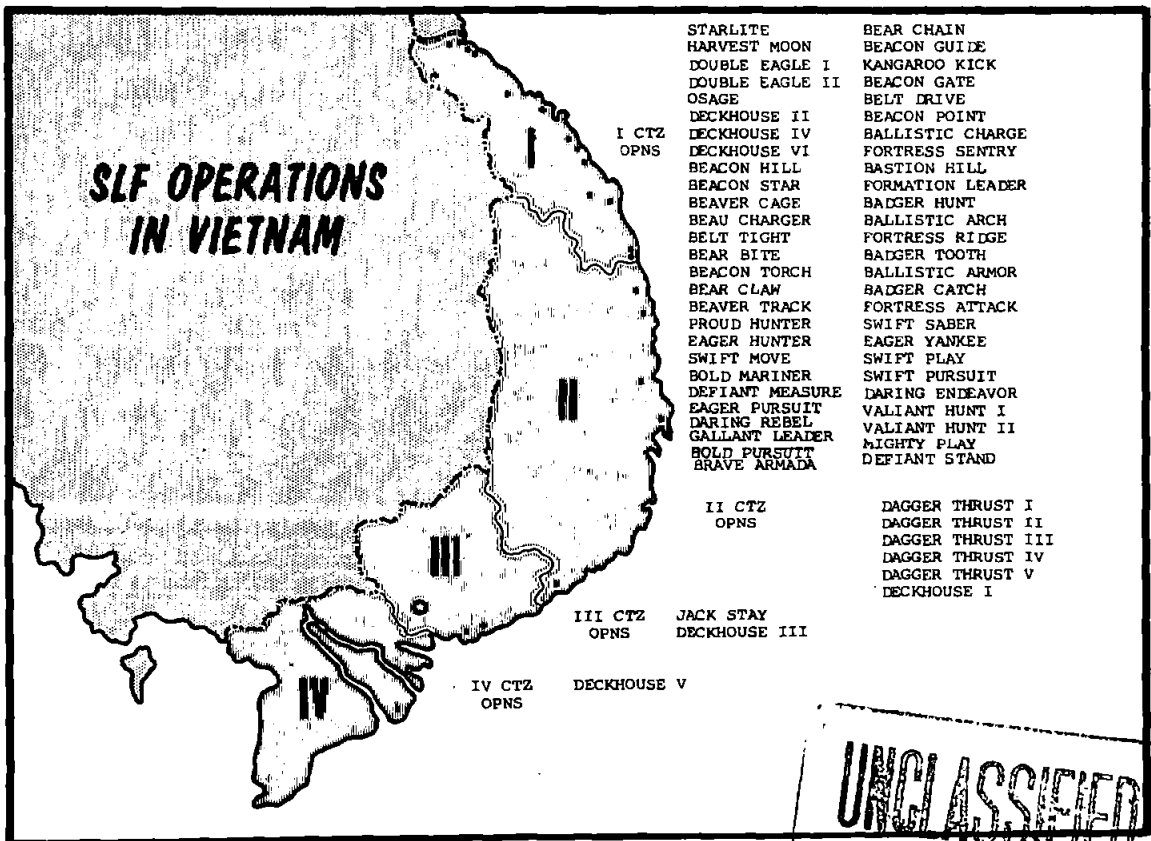 SLF OPERATIONS
IN VIETNAM
I
II
III
IV
I CTZ
OPNS
STARLITE BEAR CHAIN
HARVEST MOON BEACON GUIDE
DOUBLE EAGLE I KANGAROO KICK
DOUBLE EAGLE II BEACON GATE
OSAGE BELT DRIVE
DECKHOUSE II BEACON POINT
DECKHOUSE IV BALLISTIC CHARGE
DECKHOUSE VI FORTRESS SENTRY
BEACON HILL BASTION HILL
BEACON STAR FORMATION LEADER
BEAVER CAGE BADGER HUNT
BEAU CHARGER BALLISTIC ARCH
BELT TIGHT FORTRESS RIDGE
BEAR BITE BADGER TOOTH
BEACON TORCH BALLISTIC ARMOR
BEAR CLAW BADGER CATCH
BEAVER TRACK FORTRESS ATTACK
PROUD HUNTER SWIFT SABER
EAGER HUNTER EAGER YANKEE
SWIFT MOVE SWIFT PLAY
BOLD MARINER SWIFT PURSUIT
DEFIANT MEASURE DARING ENDEAVOR
EAGER PURSUIT VALIANT HUNT I
DARING REBEL VALIANT HUNT II
GALLANT LEADER MIGHTY PLAY
BOLD PURSUIT DEFIANT STAND
BRAVE ARMADA
II CTZ
OPNS
DAGGER THRUST I
DAGGER THRUST II
DAGGER THRUST III
DAGGER THRUST IV
DAGGER THRUST V
DECKHOUSE I
III CTZ JACK STAY
OPNS DECKHOUSE III
IV CTZ DECKHOUSE V
OPNS
UNCLASSIFIED